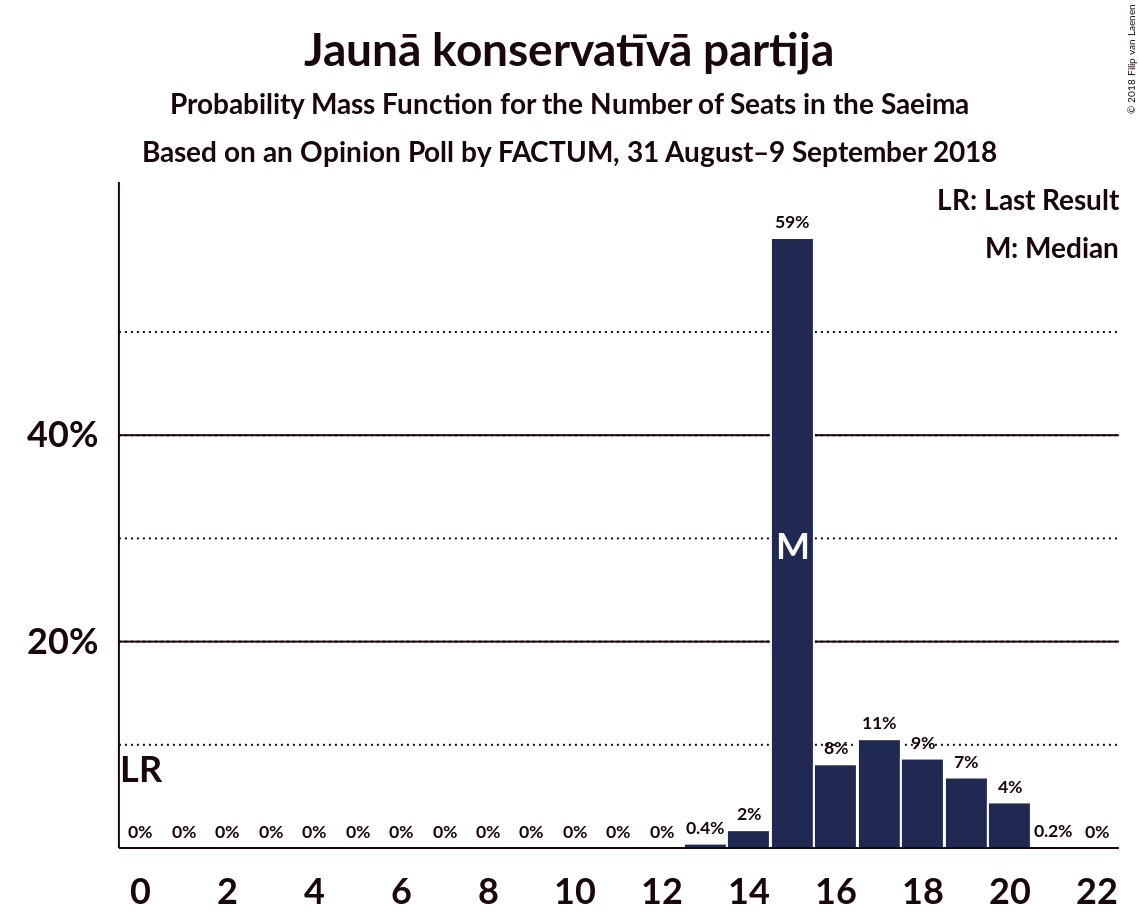 Jaunā konservatīvā partija
Probability Mass Function for the Number of Seats in the Saeima
Based on an Opinion Poll by FACTUM, 31 August–9 September 2018
© 2018 Filip van Laenen
LR: Last Result
M: Median
59%
40%
M
20%
11%
8%
9%
7%
4%
LR
2%
0% 0% 0% 0% 0% 0% 0% 0% 0% 0% 0% 0% 0% 0.4% 0.2% 0%
0 2 4 6 8 10 12 14 16 18 20 22